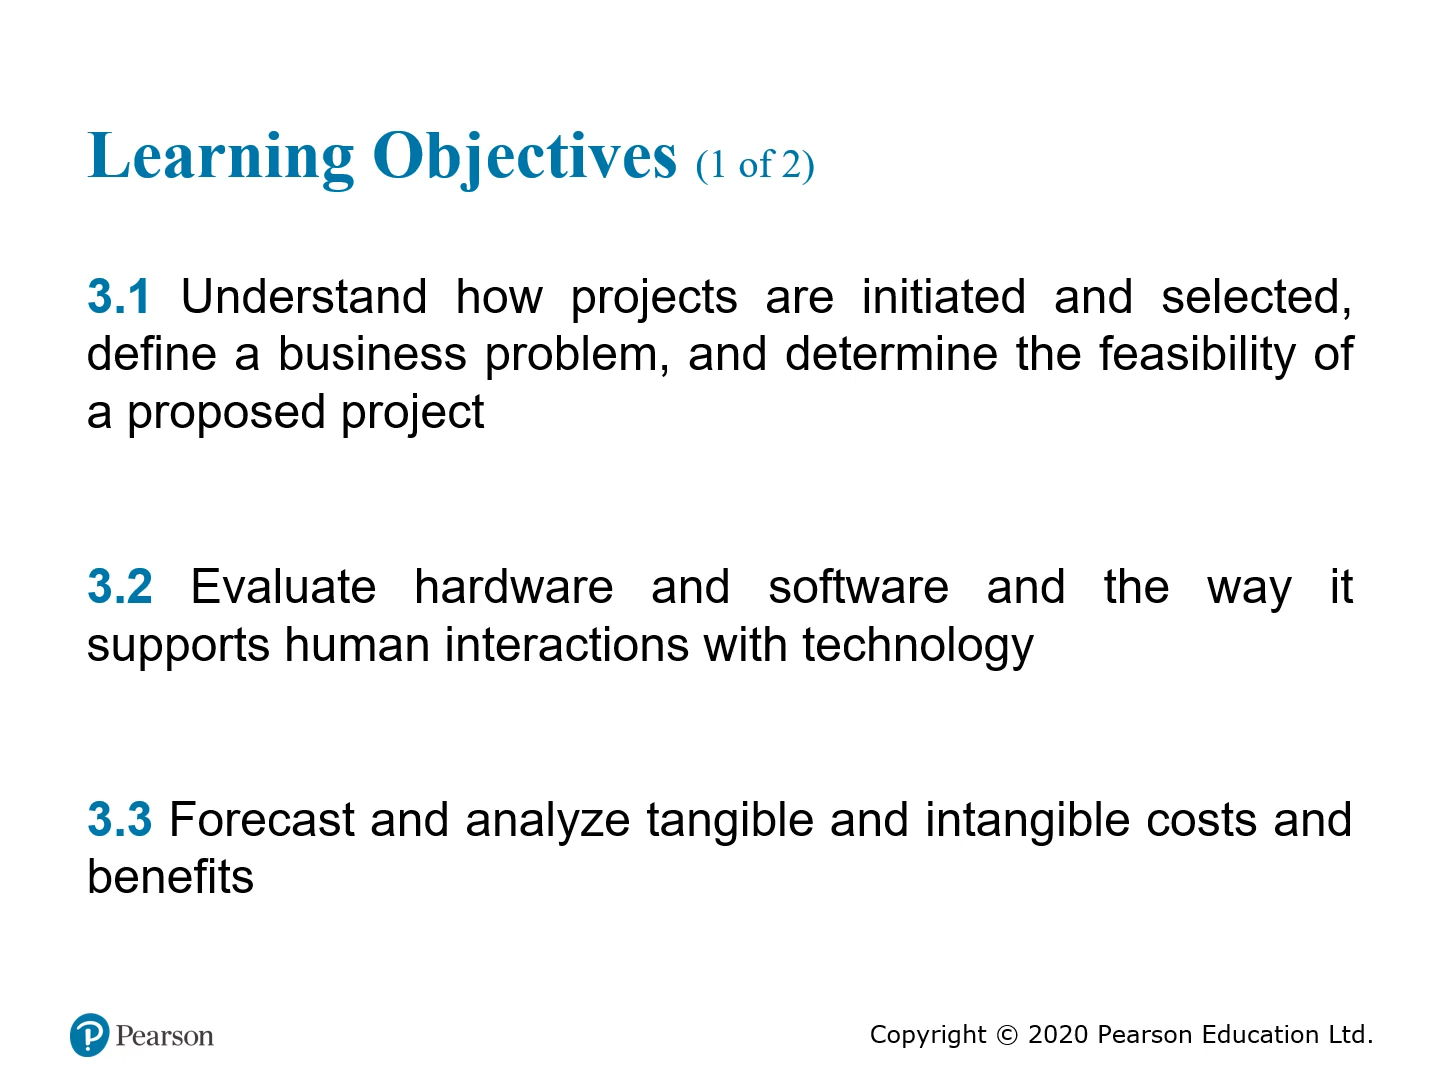 Learning Objectives (1 of 2)
3.1 Understand how projects are initiated and selected,
define a business problem, and determine the feasibility of
a proposed project
3.2 Evaluate hardware and software and the way it
supports human interactions with technology
3.3 Forecast and analyze tangible and intangible costs and
benefits
Pearson
Copyright © 2020 Pearson Education Ltd.